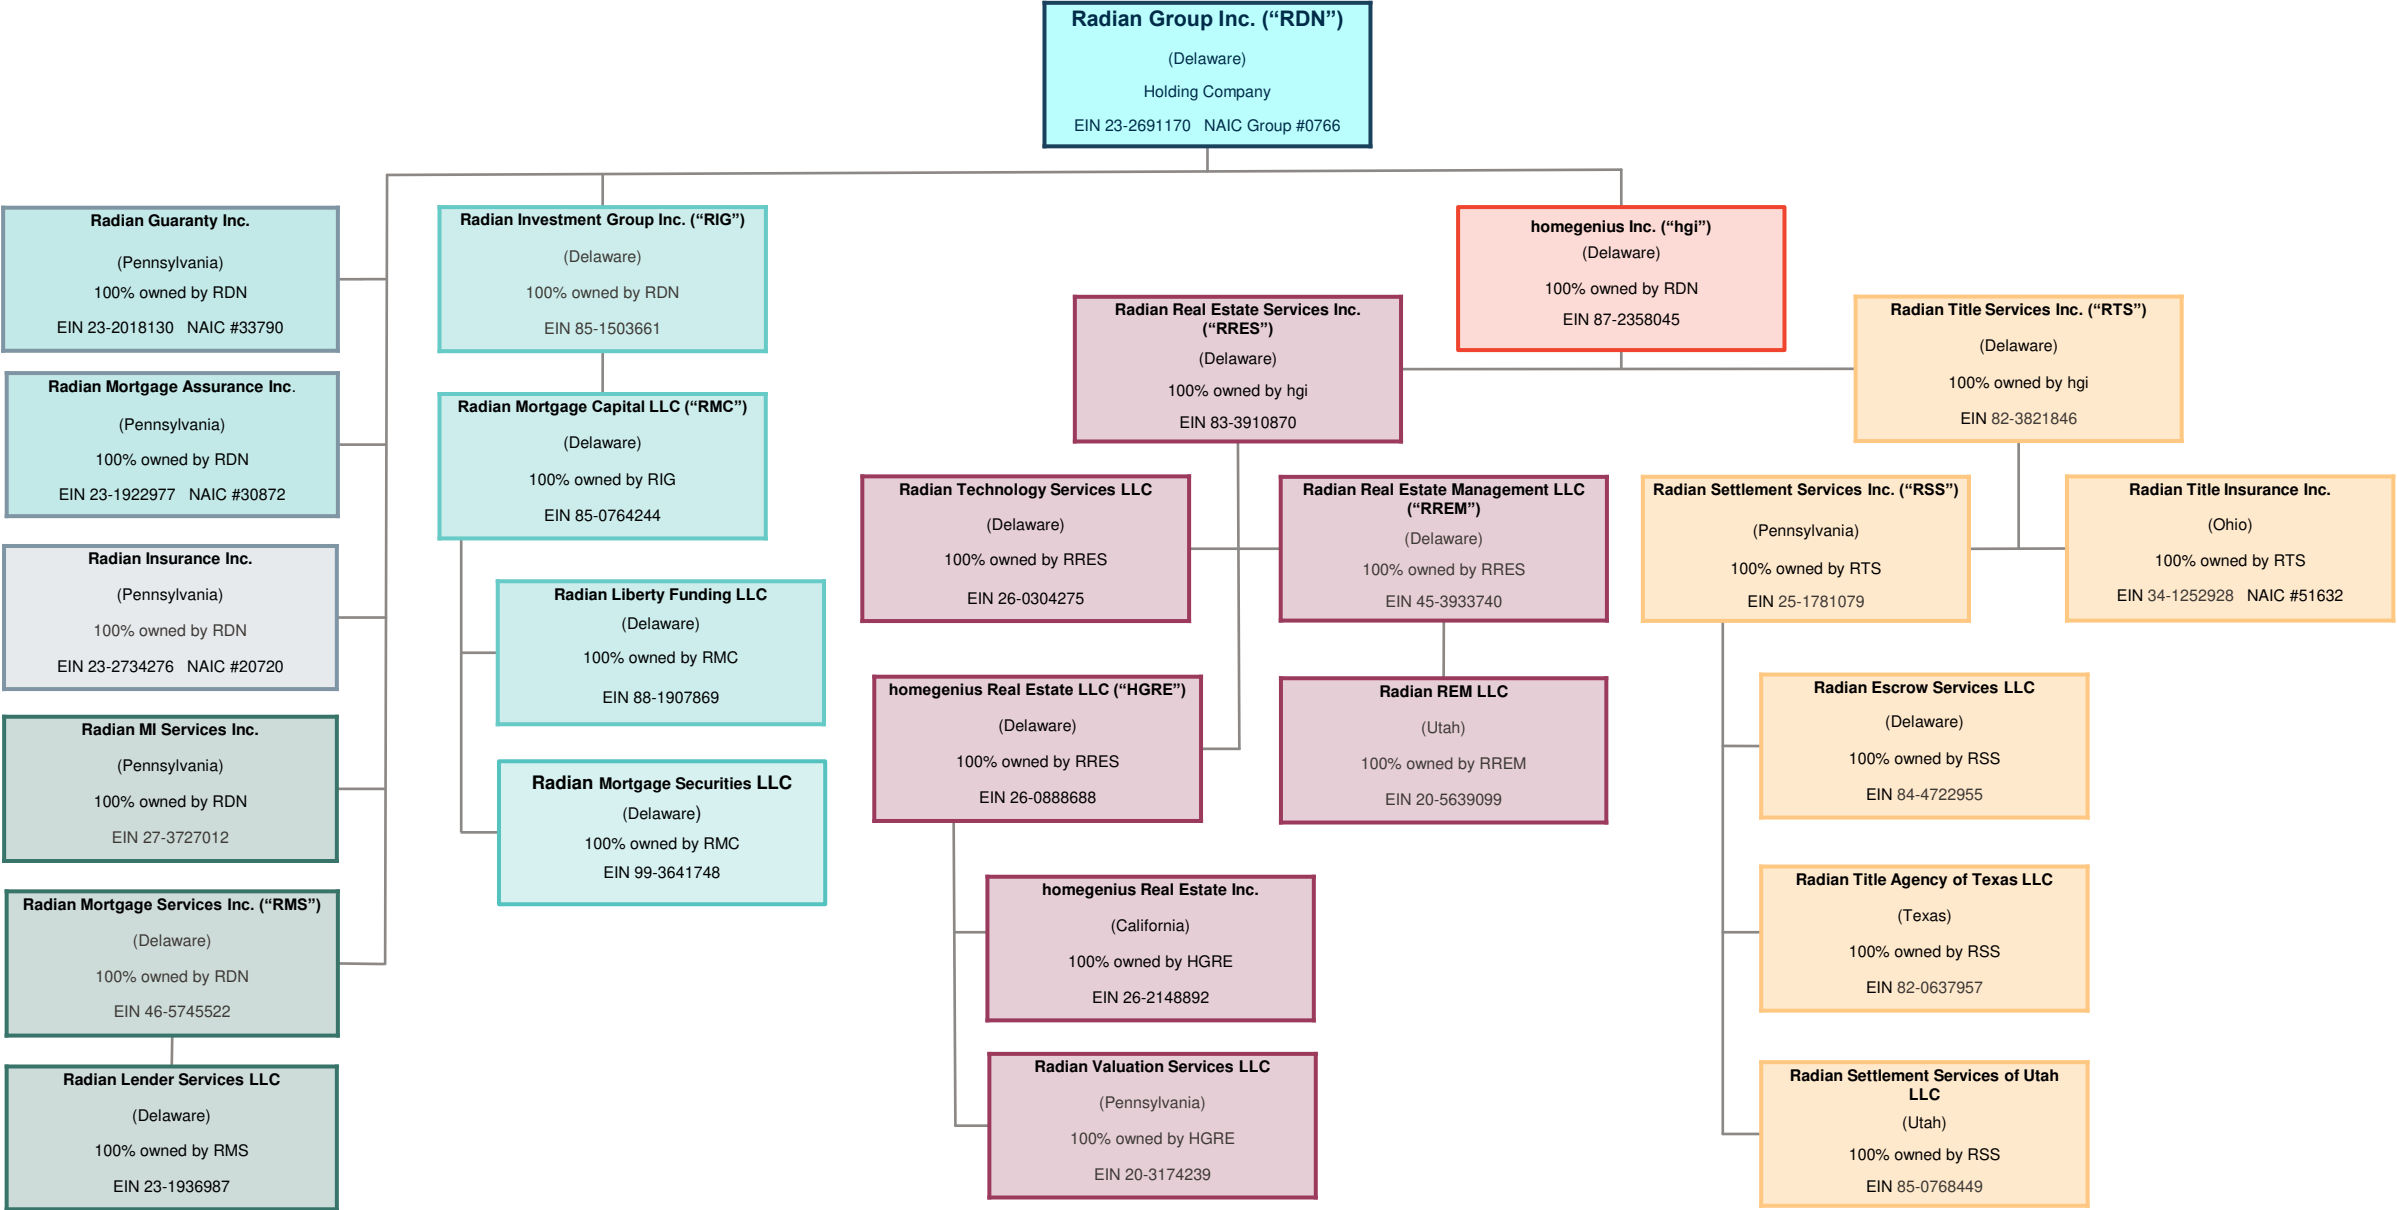 Radian Group Inc. (“RDN”)
(Delaware)
Holding Company
EIN 23-2691170 NAIC Group #0766
Radian Guaranty Inc.
(Pennsylvania)
100% owned by RDN
EIN 23-2018130 NAIC #33790
Radian Mortgage Assurance Inc.
(Pennsylvania)
100% owned by RDN
EIN 23-1922977 NAIC #30872
Radian Insurance Inc.
(Pennsylvania)
100% owned by RDN
EIN 23-2734276 NAIC #20720
Radian MI Services Inc.
(Pennsylvania)
100% owned by RDN
EIN 27-3727012
Radian Mortgage Services Inc. (“RMS”)
(Delaware)
100% owned by RDN
EIN 46-5745522
Radian Lender Services LLC
(Delaware)
100% owned by RMS
EIN 23-1936987
Radian Investment Group Inc. (“RIG”)
(Delaware)
100% owned by RDN
EIN 85-1503661
Radian Mortgage Capital LLC (“RMC”)
(Delaware)
100% owned by RIG
EIN 85-0764244
Radian Liberty Funding LLC
(Delaware)
100% owned by RMC
EIN 88-1907869
Radian Mortgage Securities LLC
(Delaware)
100% owned by RMC
EIN 99-3641748
homegenius Inc. (“hgi”)
(Delaware)
100% owned by RDN
EIN 87-2358045
Radian Real Estate Services Inc.
(“RRES”)
(Delaware)
100% owned by hgi
EIN 83-3910870
Radian Technology Services LLC
(Delaware)
100% owned by RRES
EIN 26-0304275
Radian Real Estate Management LLC
(“RREM”)
(Delaware)
100% owned by RRES
EIN 45-3933740
homegenius Real Estate LLC (“HGRE”)
(Delaware)
100% owned by RRES
EIN 26-0888688
Radian REM LLC
(Utah)
100% owned by RREM
EIN 20-5639099
homegenius Real Estate Inc.
(California)
100% owned by HGRE
EIN 26-2148892
Radian Valuation Services LLC
(Pennsylvania)
100% owned by HGRE
EIN 20-3174239
Radian Title Services Inc. (“RTS”)
(Delaware)
100% owned by hgi
EIN 82-3821846
Radian Settlement Services Inc. (“RSS”)
(Pennsylvania)
100% owned by RTS
EIN 25-1781079
Radian Title Insurance Inc.
(Ohio)
100% owned by RTS
EIN 34-1252928 NAIC #51632
Radian Escrow Services LLC
(Delaware)
100% owned by RSS
EIN 84-4722955
Radian Title Agency of Texas LLC
(Texas)
100% owned by RSS
EIN 82-0637957
Radian Settlement Services of Utah
LLC
(Utah)
100% owned by RSS
EIN 85-0768449